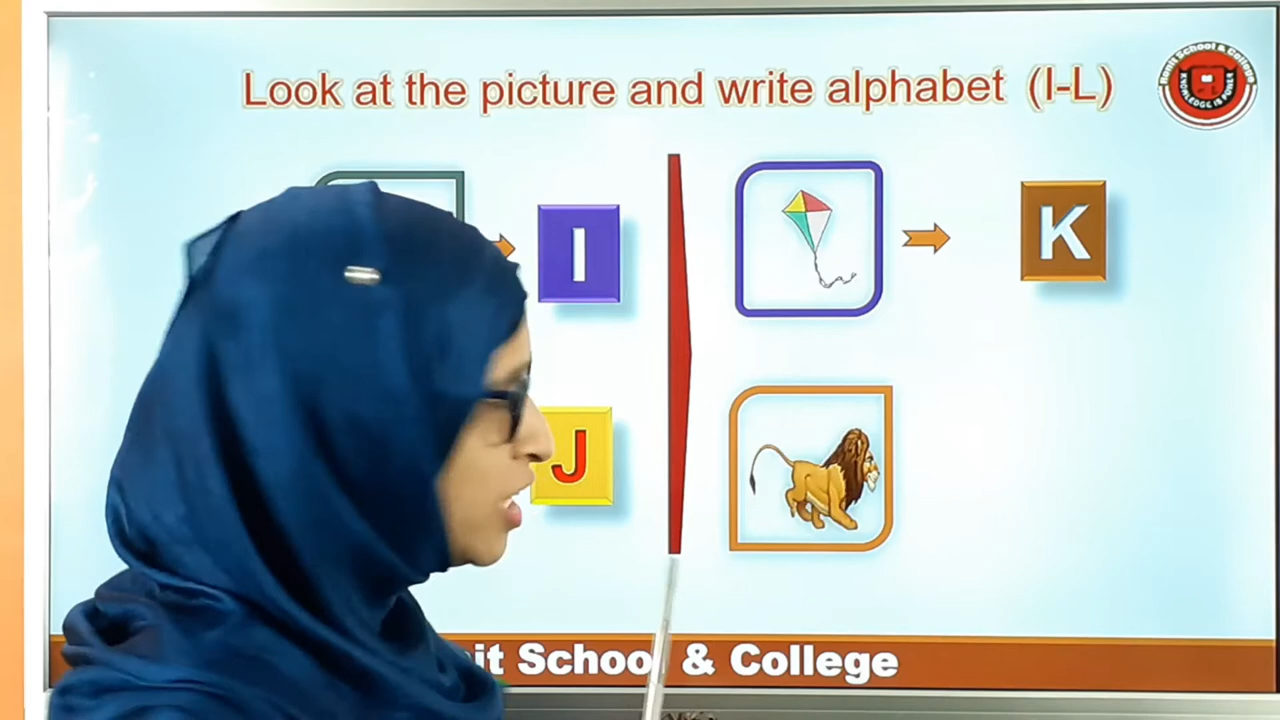 Look at the picture and write alphabet (I-L)
I
K
J
& College